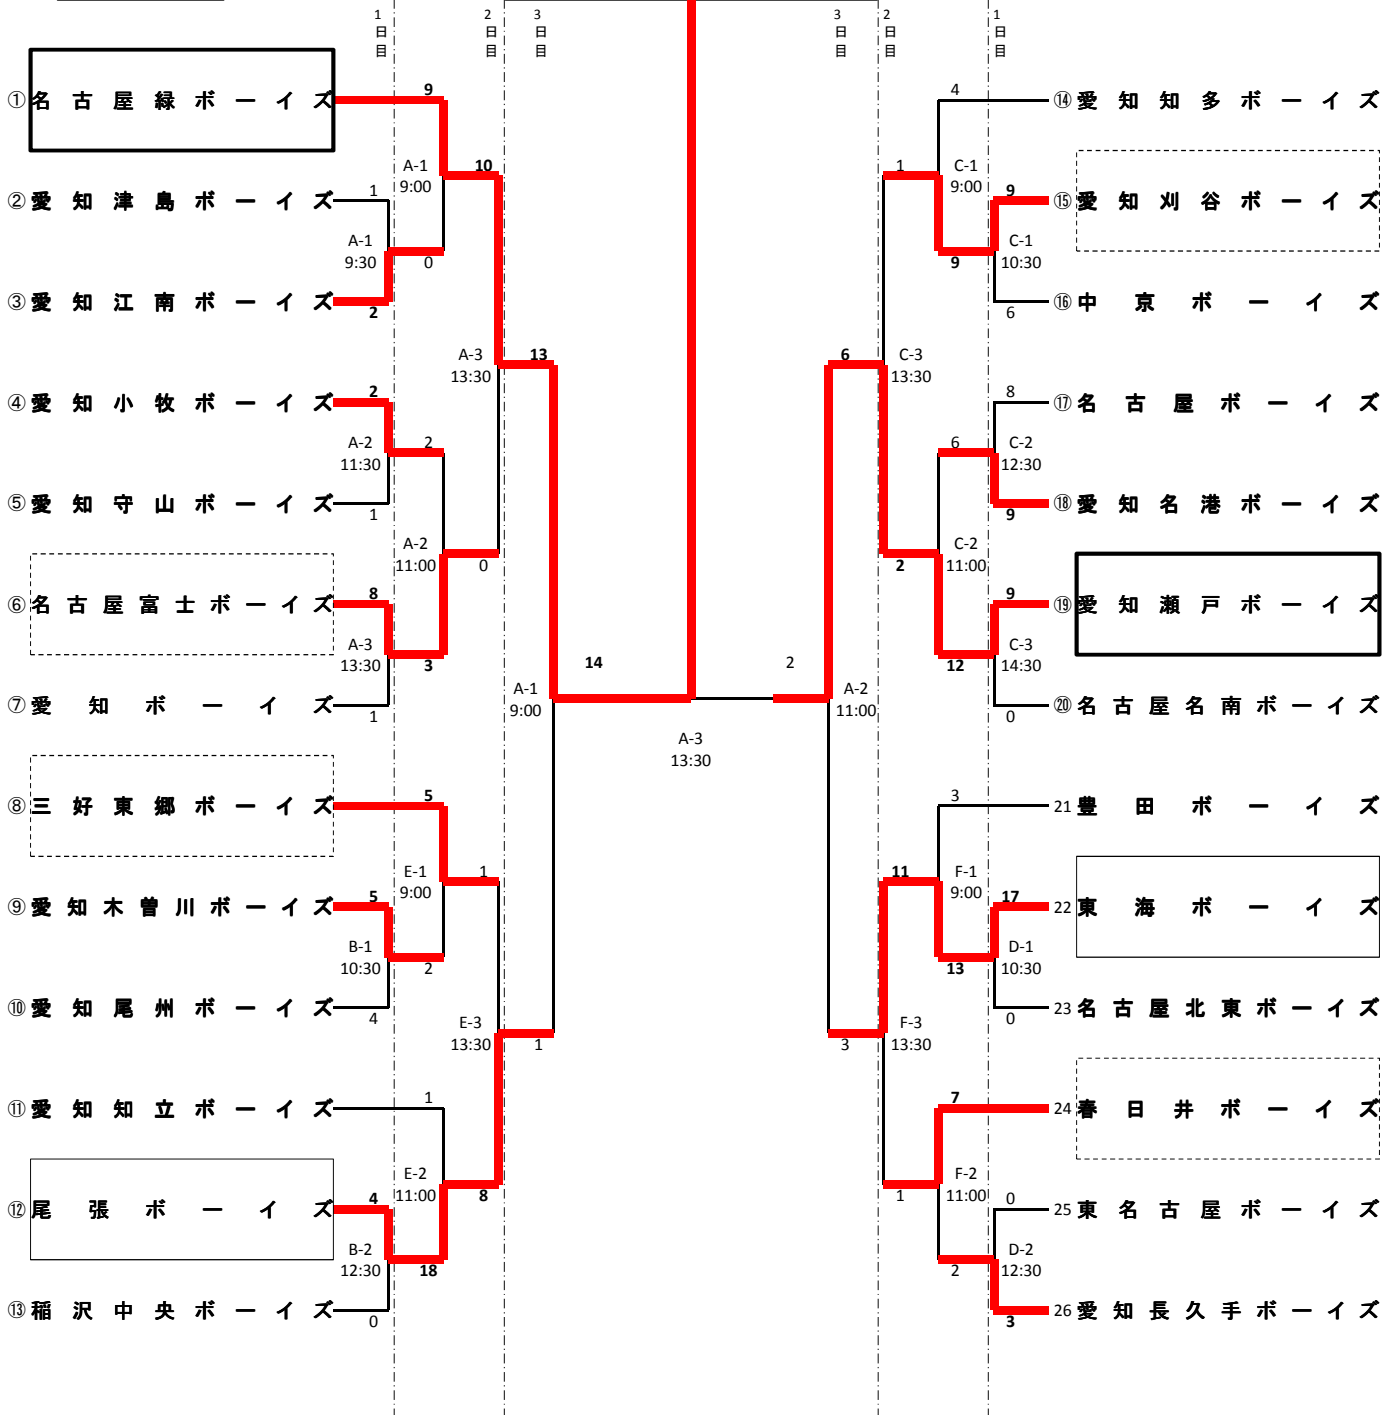 1日目
2日目
3日目
3日目
2日目
1日目
①名古屋緑ボーイズ
9
A-1
9:00
10
②愛知津島ボーイズ
1
A-1
9:30
0
③愛知江南ボーイズ
2
A-3
13:30
13
④愛知小牧ボーイズ
2
A-2
11:30
2
⑤愛知守山ボーイズ
1
A-2
11:00
0
⑥名古屋富士ボーイズ
8
A-3
13:30
3
⑦愛知ボーイズ
1
A-1
9:00
14
⑧三好東郷ボーイズ
5
E-1
9:00
1
⑨愛知木曽川ボーイズ
5
B-1
10:30
2
⑩愛知尾州ボーイズ
4
E-3
13:30
1
⑪愛知知立ボーイズ
1
E-2
11:00
8
⑫尾張ボーイズ
4
B-2
12:30
18
⑬稲沢中央ボーイズ
0
A-3
13:30
4
⑭愛知知多ボーイズ
1
C-1
9:00
9
⑮愛知刈谷ボーイズ
C-1
10:30
9
6
⑯中京ボーイズ
6
C-3
13:30
8
⑰名古屋ボーイズ
6
C-2
12:30
9
⑱愛知名港ボーイズ
2
C-2
11:00
9
⑲愛知瀬戸ボーイズ
12
C-3
14:30
0
⑳名古屋名南ボーイズ
2
A-2
11:00
3
21豊田ボーイズ
11
F-1
9:00
17
22東海ボーイズ
13
D-1
10:30
0
23名古屋北東ボーイズ
3
F-3
13:30
7
24春日井ボーイズ
1
F-2
11:00
0
25東名古屋ボーイズ
2
D-2
12:30
3
26愛知長久手ボーイズ